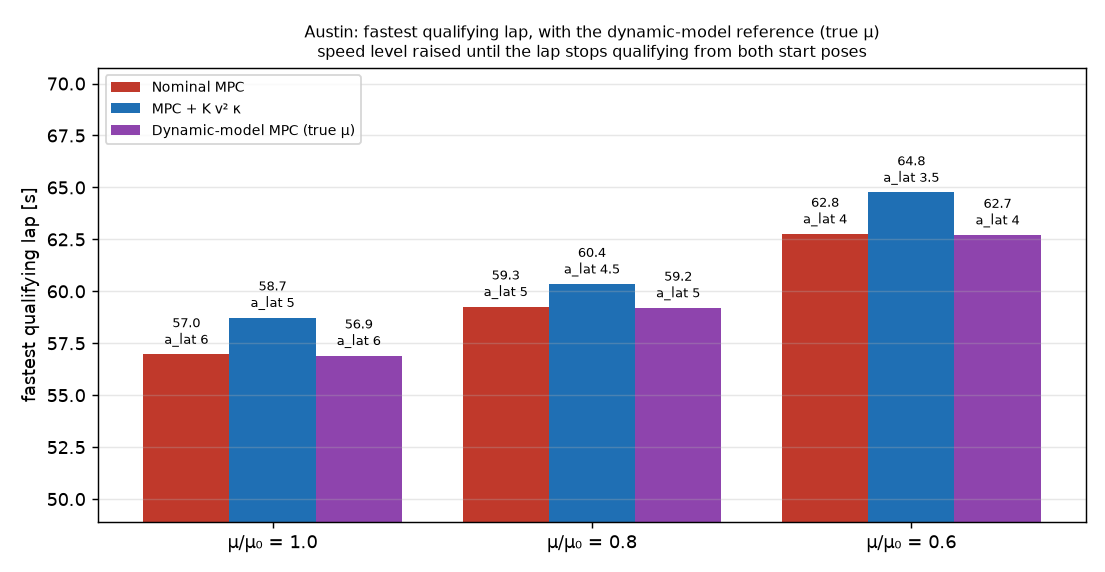 Austin: fastest qualifying lap, with the dynamic-model reference (true μ)
speed level raised until the lap stops qualifying from both start poses
Nominal MPC
MPC + K v² κ
Dynamic-model MPC (true μ)
fastest qualifying lap [s]
70.0
67.5
65.0
62.5
60.0
57.5
55.0
52.5
50.0
57.0
a_lat 6
58.7
a_lat 5
56.9
a_lat 6
59.3
a_lat 5
60.4
a_lat 4.5
59.2
a_lat 5
62.8
a_lat 4
64.8
a_lat 3.5
62.7
a_lat 4
μ/μ₀ = 1.0
μ/μ₀ = 0.8
μ/μ₀ = 0.6